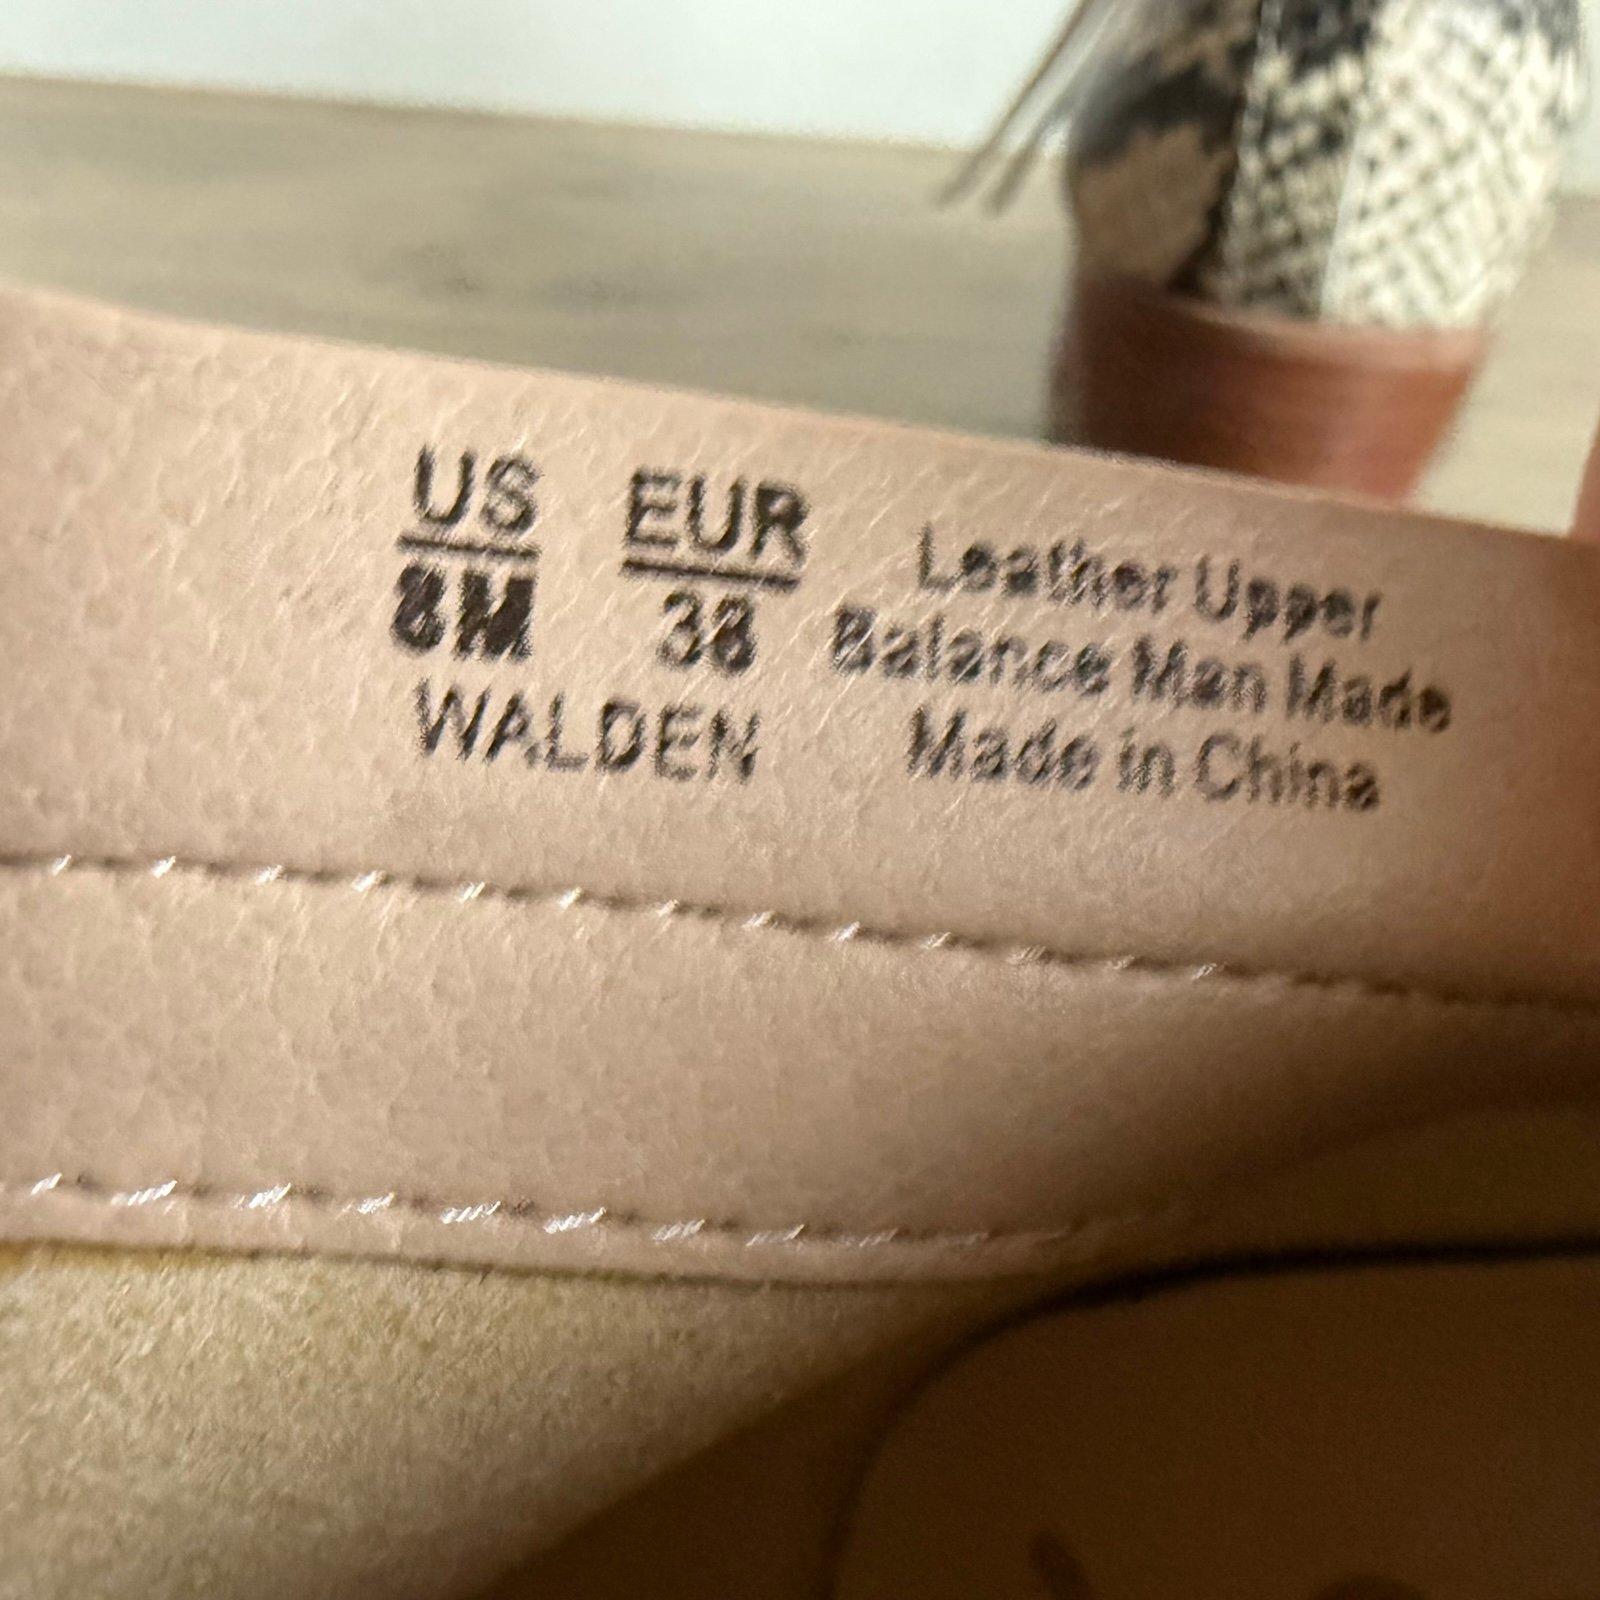 US EUR
8M 38
WALDEN
Leather Upper
Balance Man Made
Made in China